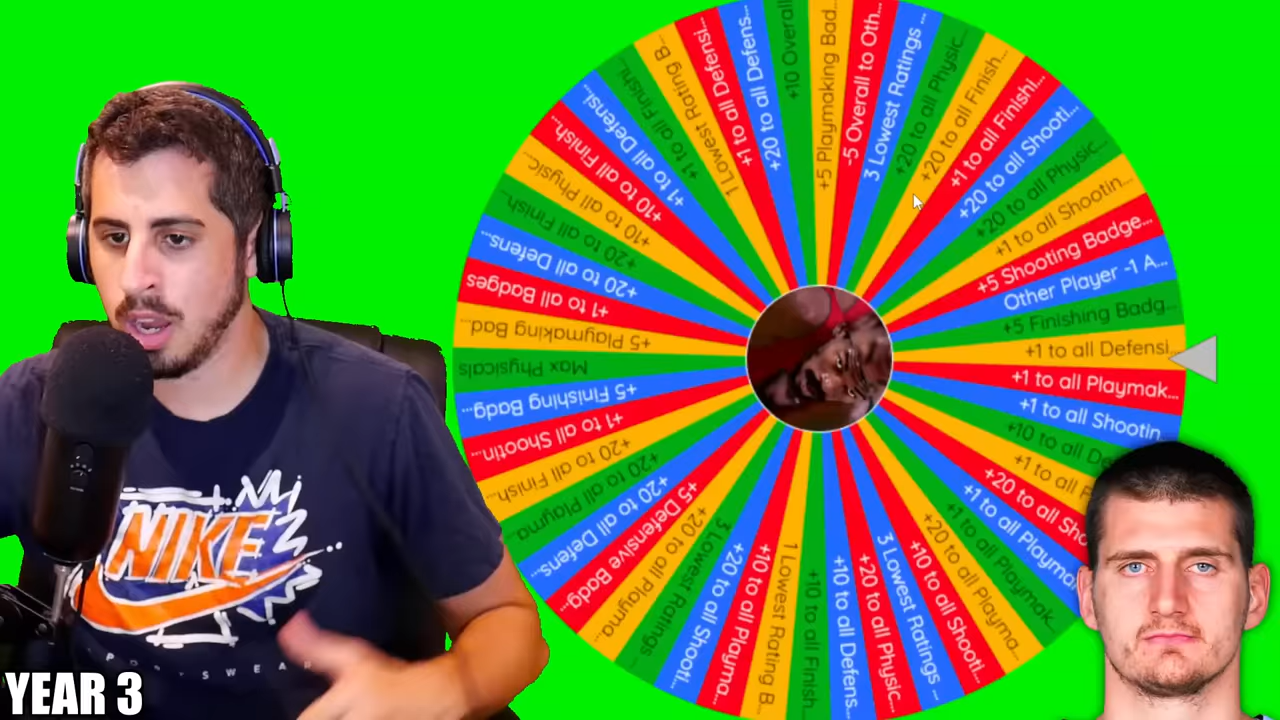 +10 Overall
+5 Playmaking Bad...
-5 Overall to Oth...
3 Lowest Ratings ...
+20 to all Physic...
+20 to all Finish...
+1 to all Finishi...
+20 to all Shooti...
+20 to all Physic...
+1 to all Shootin...
+5 Shooting Badge...
Other Player -1 A...
+5 Finishing Badg...
+1 to all Defensi
+1 to all Playmak...
+1 to all Shootin
+10 to all De
+1 to all
+20 to all Sho
+1 to all Playma
+1 to all Playmak.
+20 to all Playma...
+10 to all Shooti...
3 Lowest Ratings ...
+20 to all Physic...
+10 to all Defens...
+10 to all Finish
1 Lowest Rating B...
+10 to all Playma...
+20 to all Shooti...
3 Lowest Ratings
+20 to all Playma...
+5 Defensive Badg...
+20 to all Defens...
+20 to all Playma...
+20 to all Finish...
+1 to all Shootin...
+5 Finishing Badg...
Max Physicals
+5 Playmaking Bad...
+1 to all Badges
+20 to all Defens...
+20 to all Finish...
+10 to all Physic...
+10 to all Finish...
+1 to all Defensi...
+1 to all Finishi...
1 Lowest Rating B...
+1 to all Defensi...
+20 to all Defens...
NIKE
YEAR 3